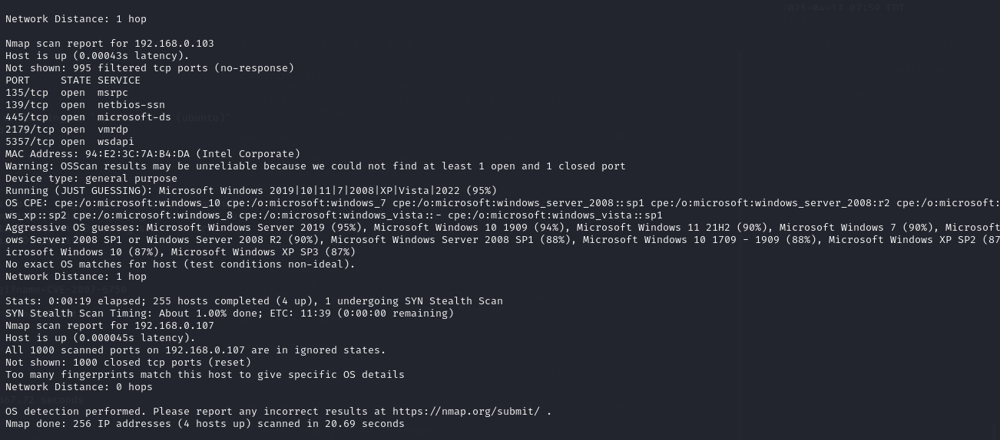 2025-04-17 07:59 EDT
Network Distance: 1 hop
Nmap scan report for 192.168.0.103
Host is up (0.00043s latency).
Not shown: 995 filtered tcp ports (no-response)
PORT     STATE SERVICE
135/tcp  open  msrpc
139/tcp  open  netbios-ssn
445/tcp  open  microsoft-ds
(ubuntu)'
2179/tcp open  vmrdp
5357/tcp open  wsdapi
MAC Address: 94:E2:3C:7A:B4:DA (Intel Corporate)
Warning: OSScan results may be unreliable because we could not find at least 1 open and 1 closed port
Device type: general purpose
Running (JUST GUESSING): Microsoft Windows 2019|10|11|7|2008|XP|Vista|2022 (95%)
OS CPE: cpe:/o:microsoft:windows_10 cpe:/o:microsoft:windows_7 cpe:/o:microsoft:windows_server_2008::sp1 cpe:/o:microsoft:windows_server_2008:r2 cpe:/o:microsoft:
ws_xp::sp2 cpe:/o:microsoft:windows_8 cpe:/o:microsoft:windows_vista::- cpe:/o:microsoft:windows_vista::sp1
Aggressive OS guesses: Microsoft Windows Server 2019 (95%), Microsoft Windows 10 1909 (94%), Microsoft Windows 11 21H2 (90%), Microsoft Windows 7 (90%), Microsoft
ows Server 2008 SP1 or Windows Server 2008 R2 (90%), Microsoft Windows Server 2008 SP1 (88%), Microsoft Windows 10 1709 - 1909 (88%), Microsoft Windows XP SP2 (87
icrosoft Windows 10 (87%), Microsoft Windows XP SP3 (87%)
No exact OS matches for host (test conditions non-ideal).
Network Distance: 1 hop
gi?name=CVE-2007-6750
Stats: 0:00:19 elapsed; 255 hosts completed (4 up), 1 undergoing SYN Stealth Scan
SYN Stealth Scan Timing: About 1.00% done; ETC: 11:39 (0:00:00 remaining)
Nmap scan report for 192.168.0.107
Host is up (0.000045s latency).
All 1000 scanned ports on 192.168.0.107 are in ignored states.
Not shown: 1000 closed tcp ports (reset)
Too many fingerprints match this host to give specific OS details
Network Distance: 0 hops
367.72 seconds
OS detection performed. Please report any incorrect results at https://nmap.org/submit/ .
Nmap done: 256 IP addresses (4 hosts up) scanned in 20.69 seconds